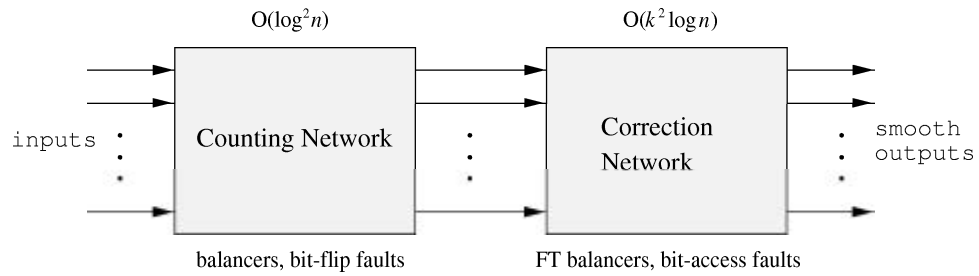 O(log²n)
O(k² log n)
inputs
Counting Network
Correction
Network
smooth
outputs
balancers, bit-flip faults
FT balancers, bit-access faults